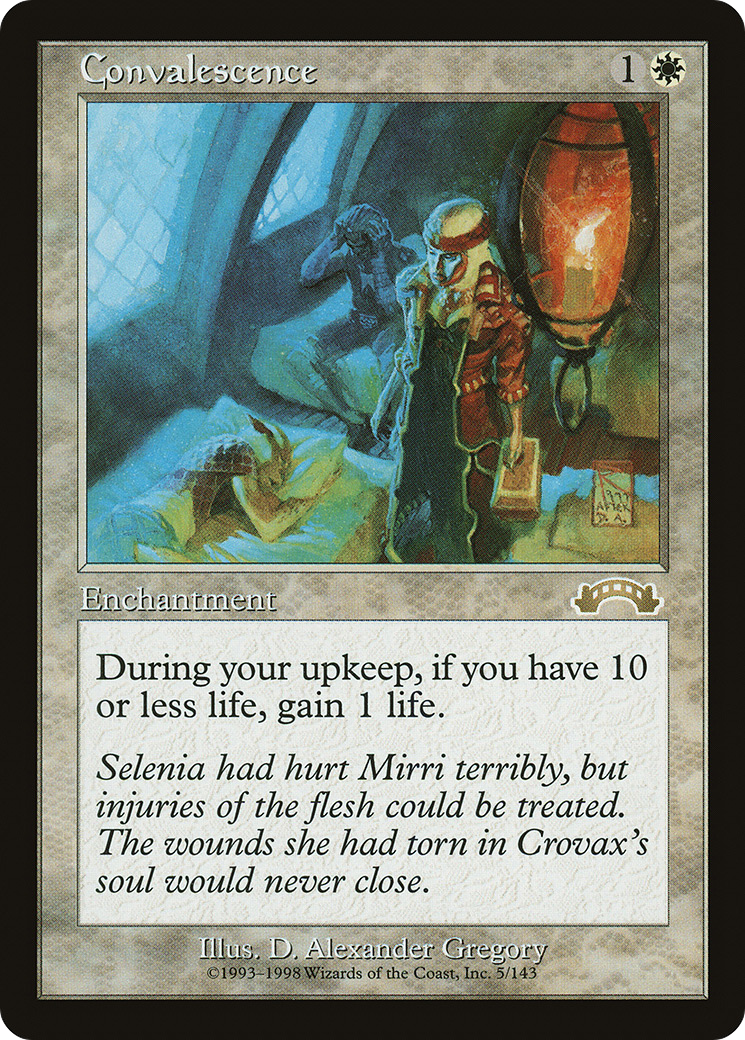 Convalescence 1
Enchantment
During your upkeep, if you have 10
or less life, gain 1 life.
Selenia had hurt Mirri terribly, but
injuries of the flesh could be treated.
The wounds she had torn in Crovax's
soul would never close.
Illus. D. Alexander Gregory
©1993–1998 Wizards of the Coast, Inc. 5/143